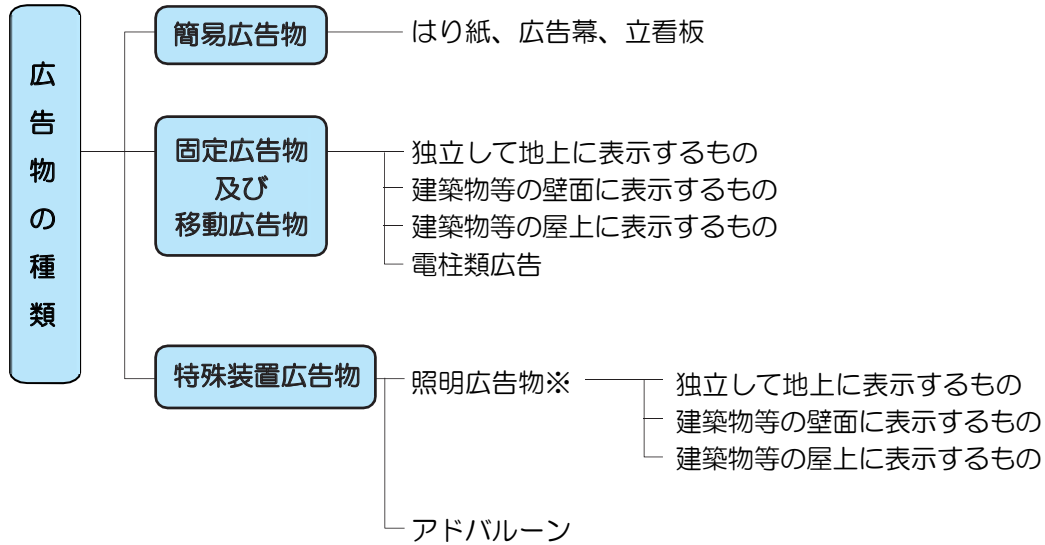 広告物の種類
簡易広告物
はり紙、広告幕、立看板
固定広告物
及び
移動広告物
独立して地上に表示するもの
建築物等の壁面に表示するもの
建築物等の屋上に表示するもの
電柱類広告
特殊装置広告物
照明広告物※
独立して地上に表示するもの
建築物等の壁面に表示するもの
建築物等の屋上に表示するもの
アドバルーン